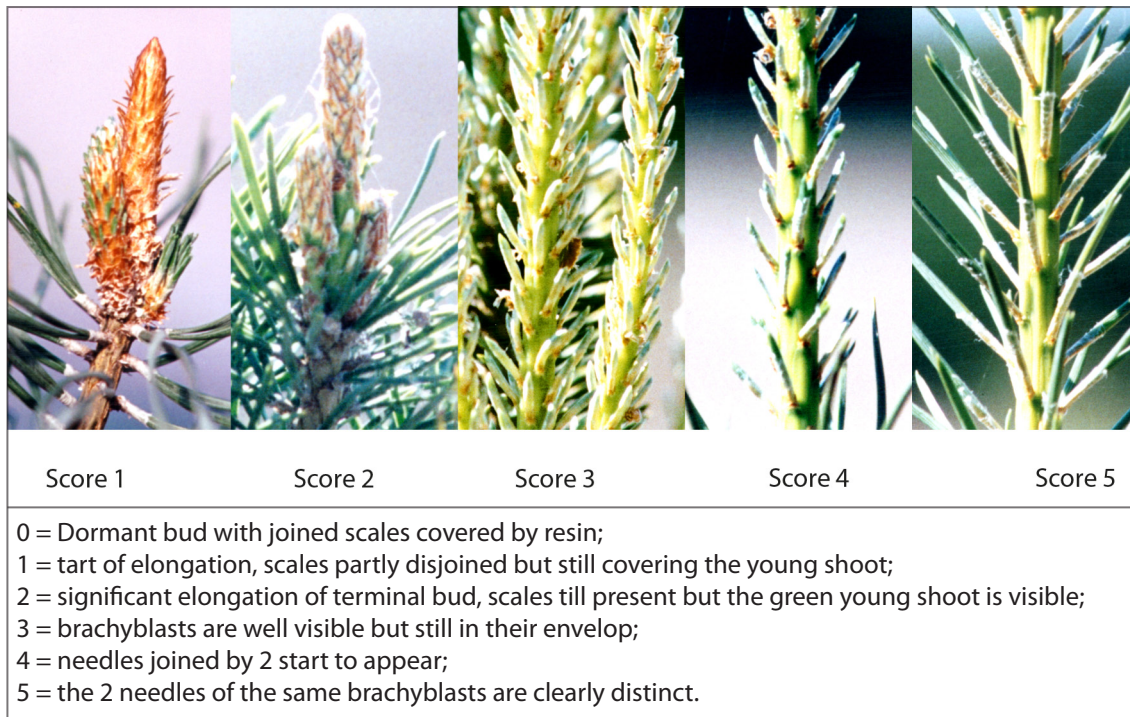 Score 1 Score 2 Score 3 Score 4 Score 5
0 = Dormant bud with joined scales covered by resin;
1 = tart of elongation, scales partly disjoined but still covering the young shoot;
2 = significant elongation of terminal bud, scales till present but the green young shoot is visible;
3 = brachyblasts are well visible but still in their envelop;
4 = needles joined by 2 start to appear;
5 = the 2 needles of the same brachyblasts are clearly distinct.